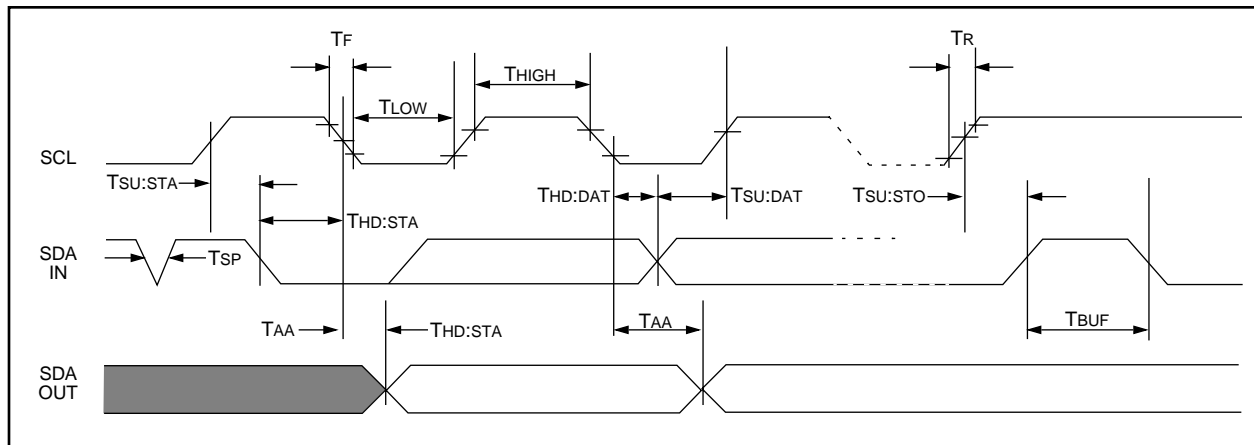 TF
TR
THIGH
TLOW
SCL
TSU:STA
THD:DAT
TSU:DAT
TSU:STO
THD:STA
SDA
IN
TSP
TAA
THD:STA
TAA
TBUF
SDA
OUT